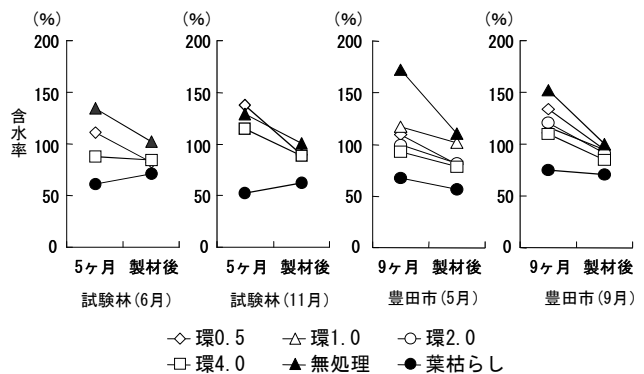 (%) (%) (%) (%)
200 200 200 200
150 150 150 150
100 100 100 100
50 50 50 50
0 0 0 0
含水率
5ヶ月 製材後 5ヶ月 製材後 9ヶ月 製材後 9ヶ月 製材後
試験林(6月) 試験林(11月) 豊田市(5月) 豊田市(9月)
環0.5 環1.0 環2.0
環4.0 無処理 葉枯らし